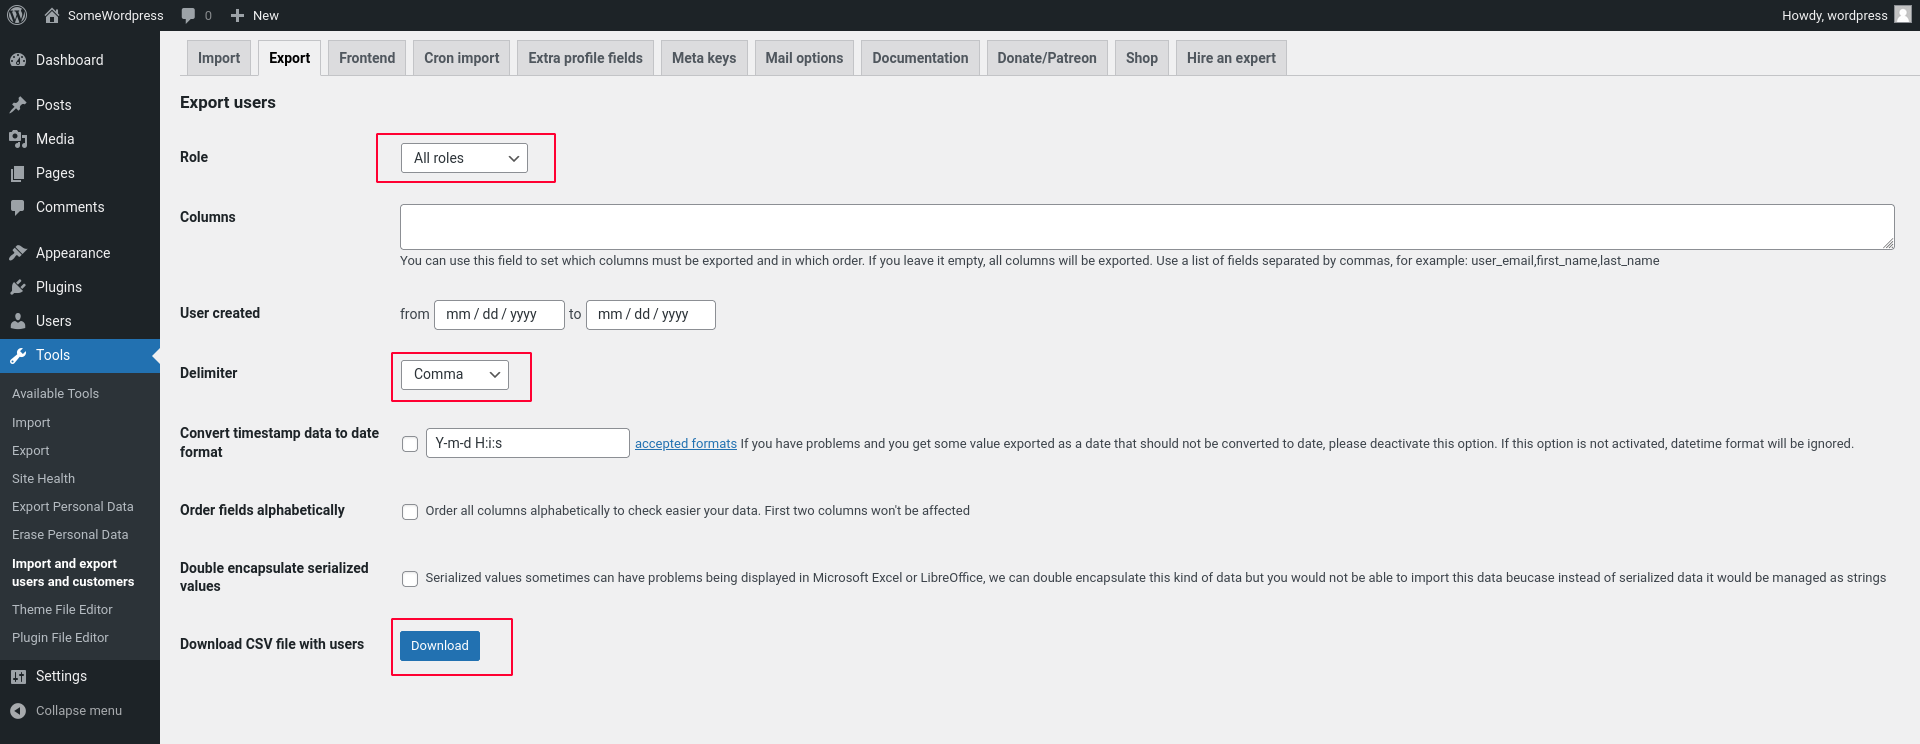 SomeWordpress
0
New
Howdy, wordpress
Dashboard
Posts
Media
Pages
Comments
Appearance
Plugins
Users
Tools
Available Tools
Import
Export
Site Health
Export Personal Data
Erase Personal Data
Import and export
users and customers
Theme File Editor
Plugin File Editor
Settings
Collapse menu
Import
Export
Frontend
Cron import
Extra profile fields
Meta keys
Mail options
Documentation
Donate/Patreon
Shop
Hire an expert
Export users
Role
All roles
Columns
You can use this field to set which columns must be exported and in which order. If you leave it empty, all columns will be exported. Use a list of fields separated by commas, for example: user_email,first_name,last_name
User created
from mm / dd / yyyy to mm / dd / yyyy
Delimiter
Comma
Convert timestamp data to date
format
Y-m-d H:i:s
accepted formats If you have problems and you get some value exported as a date that should not be converted to date, please deactivate this option. If this option is not activated, datetime format will be ignored.
Order fields alphabetically
Order all columns alphabetically to check easier your data. First two columns won't be affected
Double encapsulate serialized
values
Serialized values sometimes can have problems being displayed in Microsoft Excel or LibreOffice, we can double encapsulate this kind of data but you would not be able to import this data beucase instead of serialized data it would be managed as strings
Download CSV file with users
Download